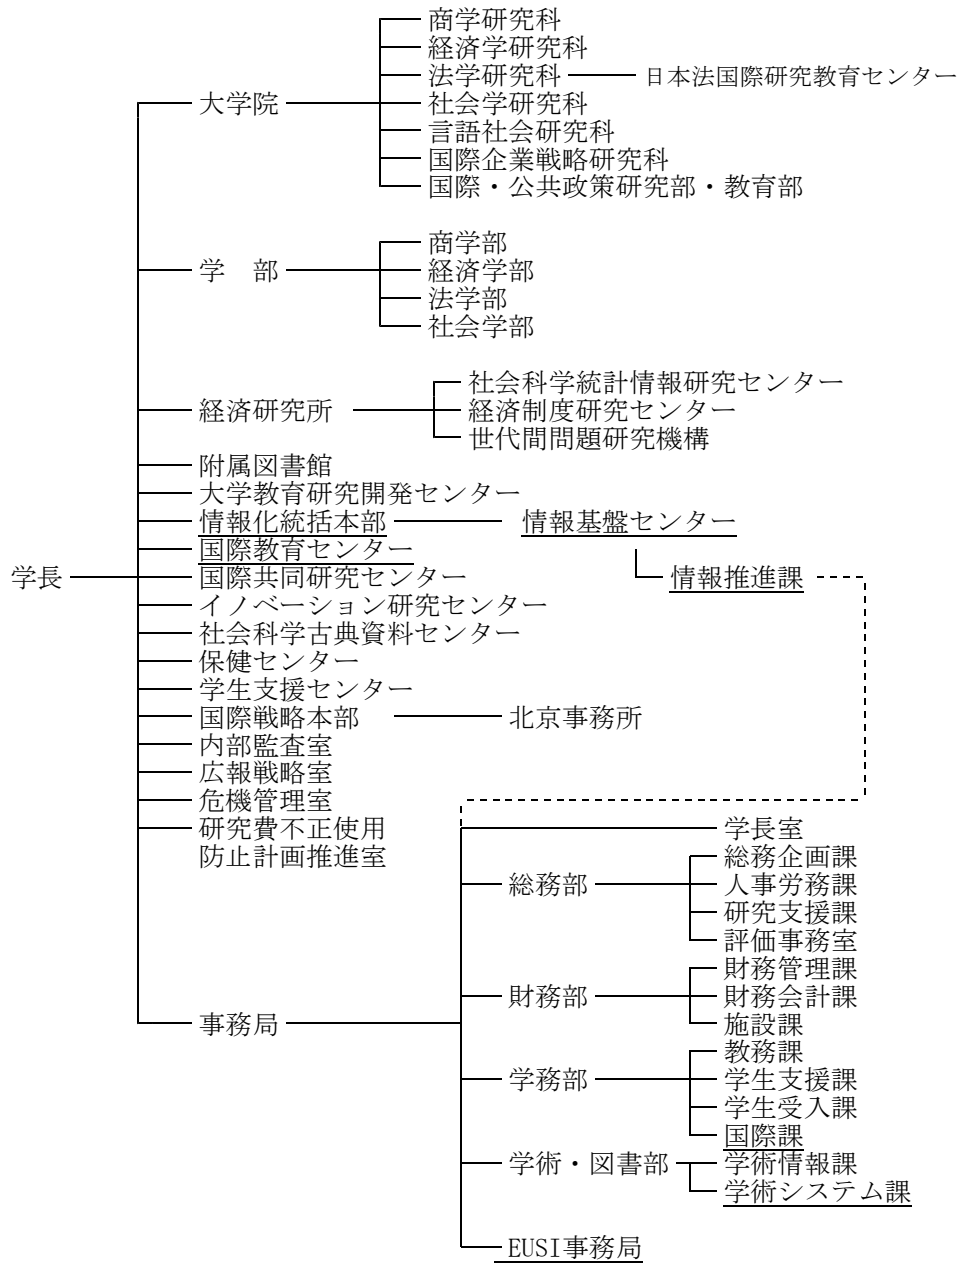 商学研究科
経済学研究科
法学研究科 日本法国際研究教育センター
大学院 社会学研究科
言語社会研究科
国際企業戦略研究科
国際・公共政策研究部・教育部
商学部
学　部 経済学部
法学部
社会学部
社会科学統計情報研究センター
経済研究所 経済制度研究センター
世代間問題研究機構
附属図書館
大学教育研究開発センター
情報化統括本部 情報基盤センター
国際教育センター
学長 国際共同研究センター 情報推進課
イノベーション研究センター
社会科学古典資料センター
保健センター
学生支援センター
国際戦略本部 北京事務所
内部監査室
広報戦略室
危機管理室
研究費不正使用 学長室
防止計画推進室 総務企画課
総務部 人事労務課
研究支援課
評価事務室
財務管理課
財務部 財務会計課
事務局 施設課
教務課
学務部 学生支援課
学生受入課
国際課
学術・図書部 学術情報課
学術システム課
EUSI事務局